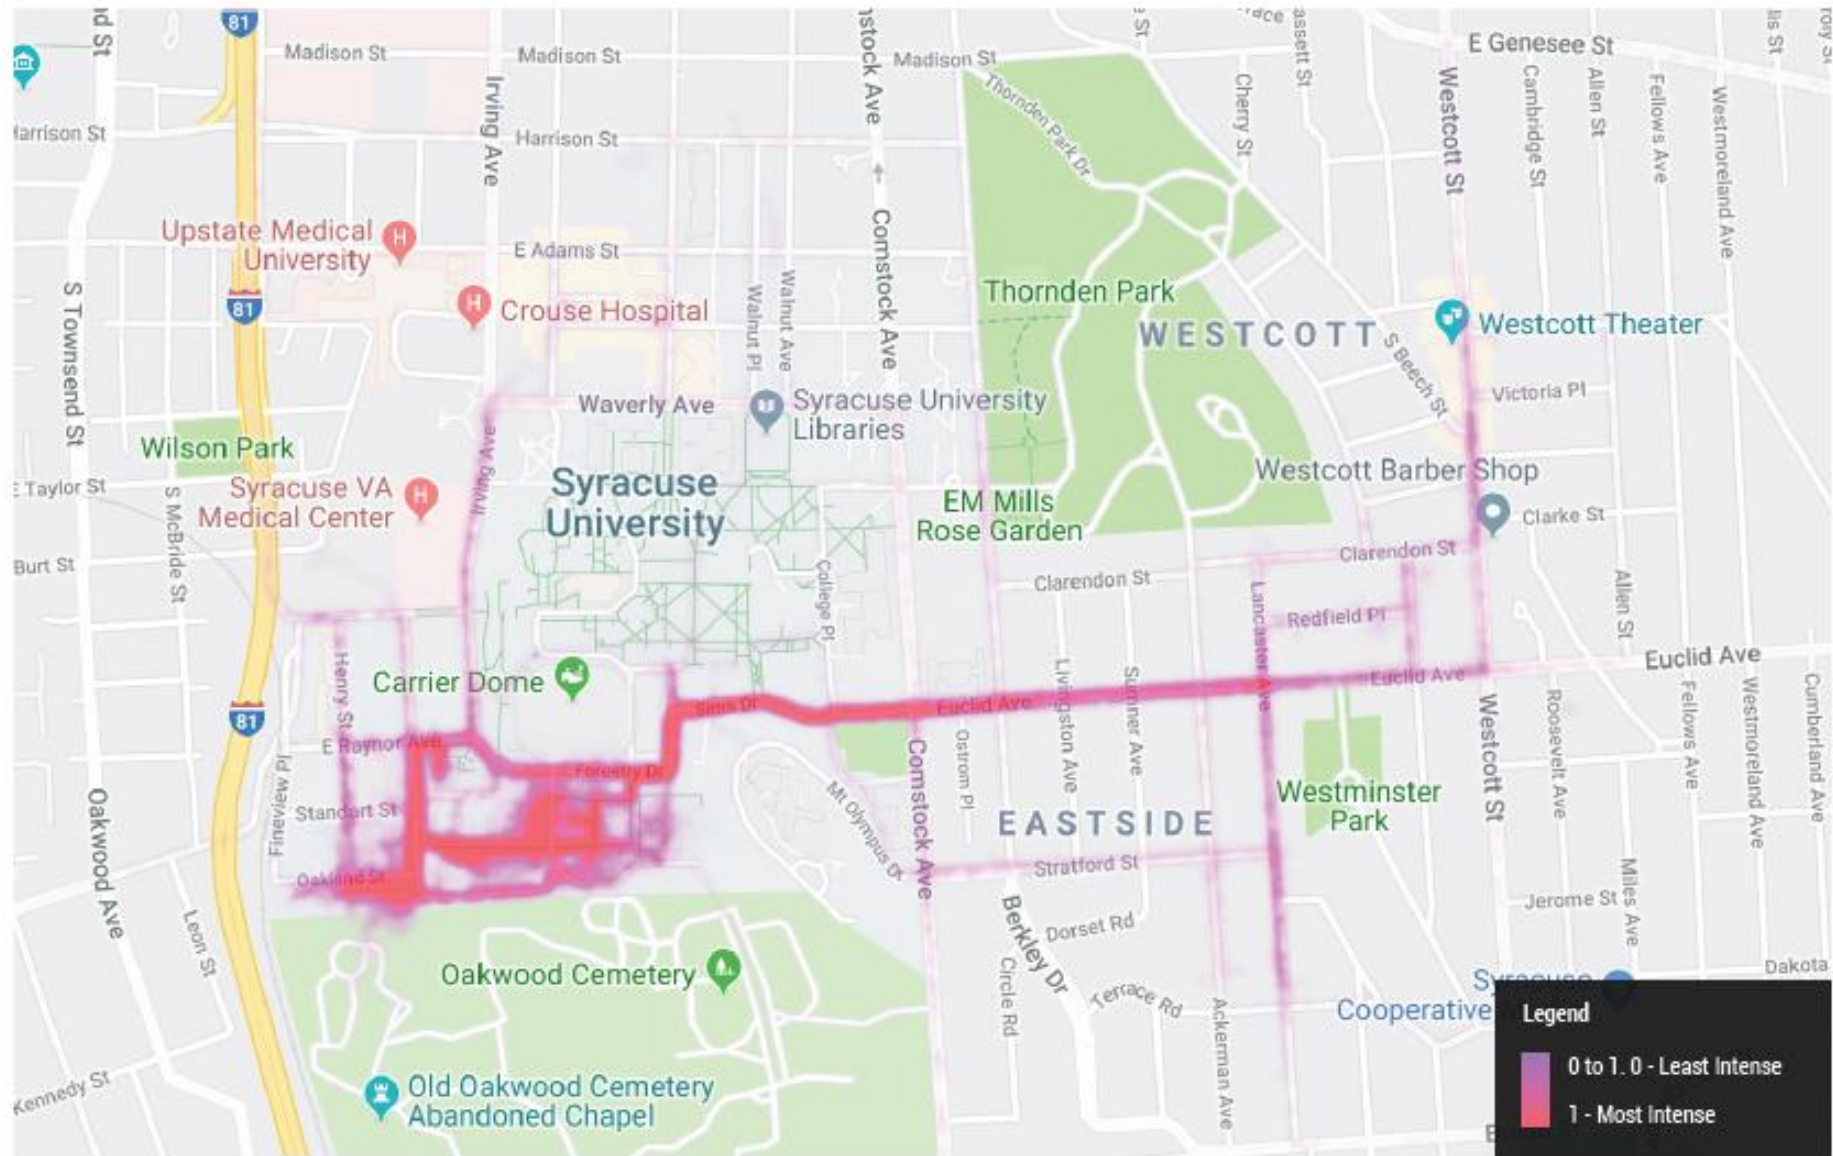 81
Madison St
Madison St
Madison St
E Genesee St
Irving Ave
Thornden Park Dr
Cherry St
Westcott St
Cambridge St
Allen St
Fellows Ave
Westmoreland Ave
Harrison St
Upstate Medical
University
H
E Adams St
Comstock Ave
S Townsend St
81
H
Crouse Hospital
Walnut Pl
Walnut Ave
Thornden Park
WESTCOTT
S Beech St
Westcott Theater
Waverly Ave
Syracuse University
Libraries
Victoria Pl
Wilson Park
Irving Ave
Syracuse
University
Westcott Barber Shop
E Taylor St
S McBride St
Syracuse VA
Medical Center
H
EM Mills
Rose Garden
Clarke St
Burt St
College Pl
Clarendon St
Clarendon St
Lancaster Ave
Redfield Pl
Allen St
Henry St
Carrier Dome
Livingston Ave
Sumner Ave
Euclid Ave
Euclid Ave
81
Sims Dr
Euclid Ave
E Raynor Ave
Forestry Dr
Comstock Ave
Ostrom Pl
Westcott St
Roosevelt Ave
Fellows Ave
Westmoreland Ave
Cumberland Ave
Pineview Pl
Standart St
Mt Olympus Dr
EASTSIDE
Westminster
Park
Oakwood Ave
Oakland St
Stratford St
Miles Ave
Jerome St
Leon St
Berkley Dr
Dorset Rd
Oakwood Cemetery
Circle Rd
Terrace Rd
Ackerman Ave
Dakota
Syracuse
Cooperative
Kennedy St
Old Oakwood Cemetery
Abandoned Chapel
Legend
0 to 1. 0 - Least Intense
1 - Most Intense